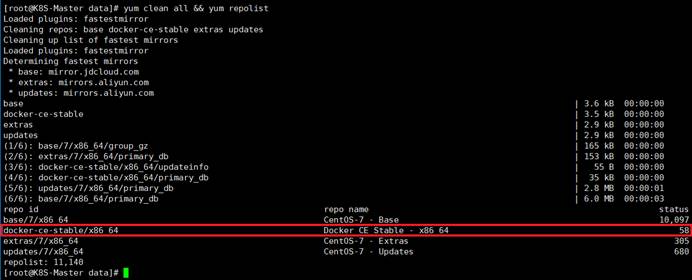 [root@K8S-Master data]# yum clean all && yum repolist
Loaded plugins: fastestmirror
Cleaning repos: base docker-ce-stable extras updates
Cleaning up list of fastest mirrors
Loaded plugins: fastestmirror
Determining fastest mirrors
* base: mirror.jdcloud.com
* extras: mirrors.aliyun.com
* updates: mirrors.aliyun.com
base | 3.6 kB 00:00:00
docker-ce-stable | 3.5 kB 00:00:00
extras | 2.9 kB 00:00:00
updates | 2.9 kB 00:00:00
(1/6): base/7/x86_64/group_gz | 165 kB 00:00:00
(2/6): extras/7/x86_64/primary_db | 153 kB 00:00:00
(3/6): docker-ce-stable/x86_64/updateinfo | 55 B 00:00:00
(4/6): docker-ce-stable/x86_64/primary_db | 35 kB 00:00:00
(5/6): updates/7/x86_64/primary_db | 2.8 MB 00:00:01
(6/6): base/7/x86_64/primary_db | 6.0 MB 00:00:03
repo id repo name status
base/7/x86_64 CentOS-7 - Base 10,097
docker-ce-stable/x86_64 Docker CE Stable - x86_64 58
extras/7/x86_64 CentOS-7 - Extras 305
updates/7/x86_64 CentOS-7 - Updates 680
repolist: 11,140
[root@K8S-Master data]#